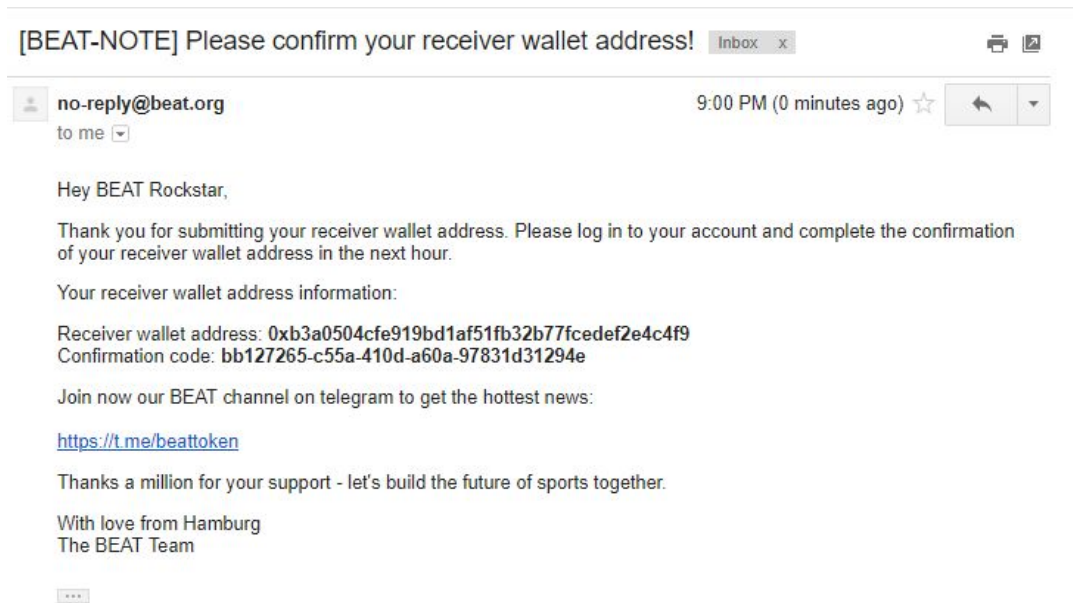 [BEAT-NOTE] Please confirm your receiver wallet address! Inbox x
no-reply@beat.org 9:00 PM (0 minutes ago)
to me
Hey BEAT Rockstar,
Thank you for submitting your receiver wallet address. Please log in to your account and complete the confirmation
of your receiver wallet address in the next hour.
Your receiver wallet address information:
Receiver wallet address: 0xb3a0504cfe919bd1af51fb32b77fcedef2e4c4f9
Confirmation code: bb127265-c55a-410d-a60a-97831d31294e
Join now our BEAT channel on telegram to get the hottest news:
https://t.me/beattoken
Thanks a million for your support - let's build the future of sports together.
With love from Hamburg
The BEAT Team